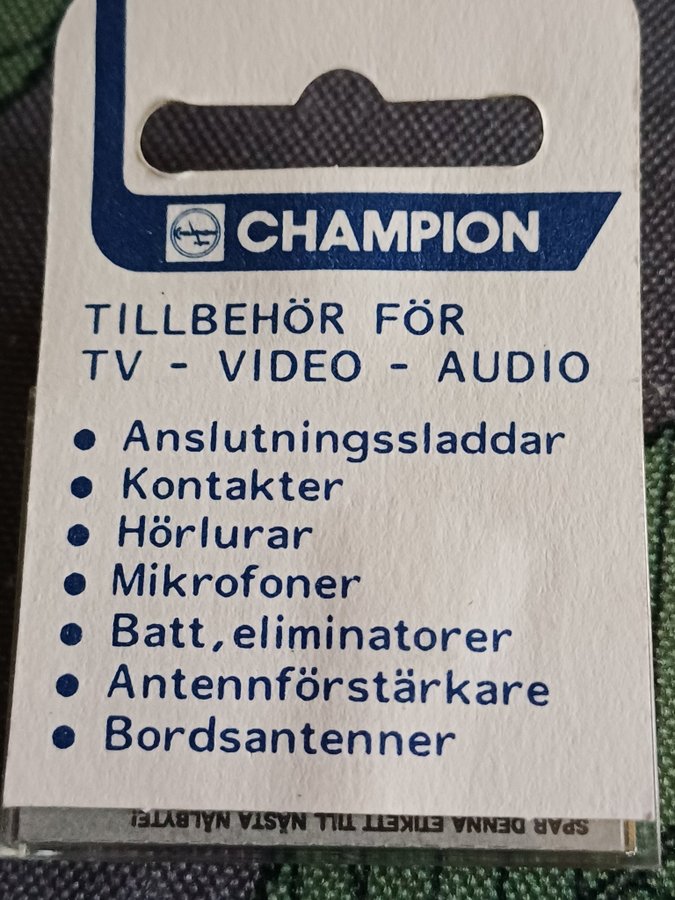 CHAMPION
TILLBEHÖR FÖR
TV - VIDEO - AUDIO
• Anslutningssladdar
• Kontakter
• Hörlurar
• Mikrofoner
• Batt,eliminatorer
• Antennförstärkare
• Bordsantenner
SPAR DENNA ETIKETT TILL NÄSTA NÅLBYTE!